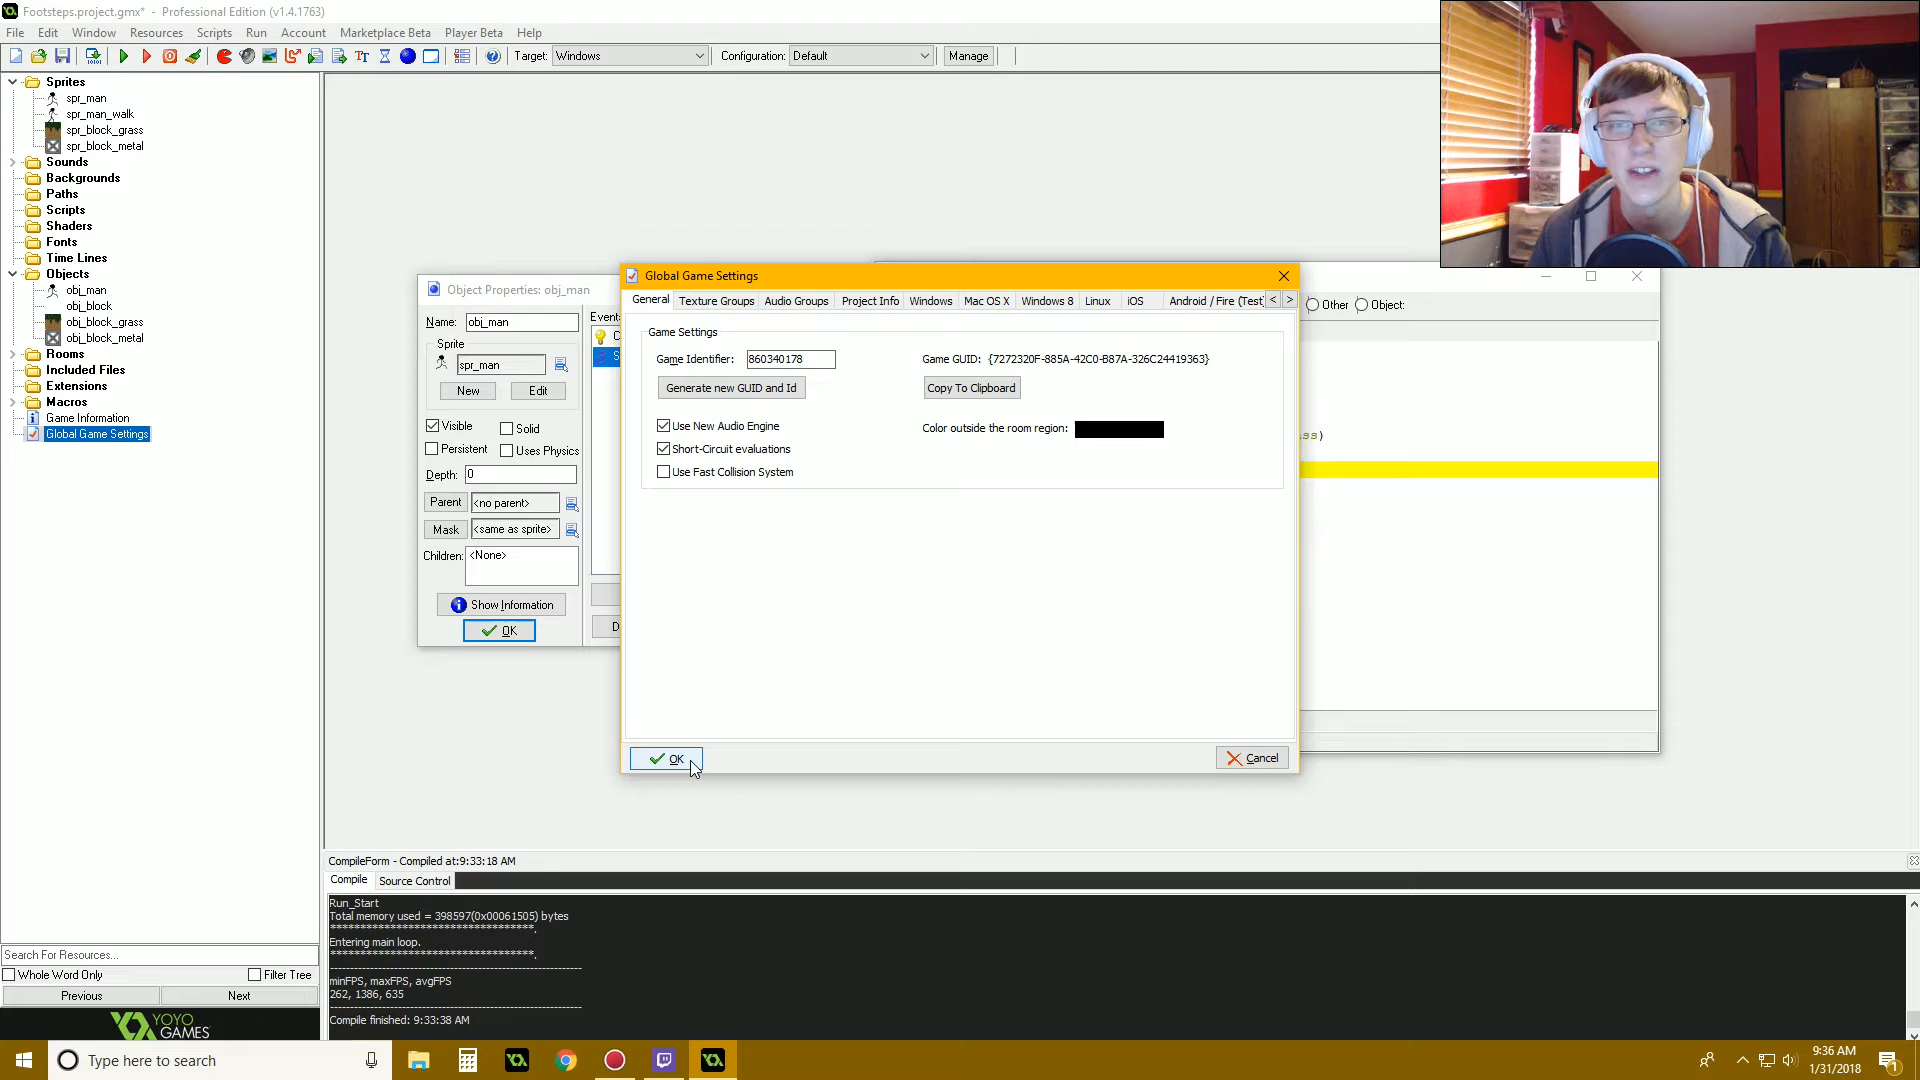 Footsteps.project.gmx* - Professional Edition (v1.4.1763)
File Edit Window Resources Scripts Run Account Marketplace Beta Player Beta Help
Target: Windows Configuration: Default Manage
Sprites
spr_man
spr_man_walk
spr_block_grass
spr_block_metal
Sounds
Backgrounds
Paths
Scripts
Shaders
Fonts
Time Lines
Objects
obj_man
obj_block
obj_block_grass
obj_block_metal
Rooms
Included Files
Extensions
Macros
Game Information
Global Game Settings
Search For Resources...
Whole Word Only Filter Tree
Previous Next
YOYO
GAMES
Object Properties: obj_man
Name: obj_man
Sprite
spr_man
New Edit
Visible Solid
Persistent Uses Physics
Depth: 0
Parent <no parent>
Mask <same as sprite>
Children: <None>
Show Information
OK
Global Game Settings
General Texture Groups Audio Groups Project Info Windows Mac OS X Windows 8 Linux iOS Android / Fire (Test < >
Game Settings
Game Identifier: 860340178
Game GUID: {7272320F-885A-42C0-B87A-326C24419363}
Generate new GUID and Id Copy To Clipboard
Use New Audio Engine
Color outside the room region:
Short-Circuit evaluations
Use Fast Collision System
OK Cancel
Other Object:
ss)
CompileForm - Compiled at:9:33:18 AM
Compile Source Control
Run_Start
Total memory used = 398597(0x00061505) bytes
***********************************.
Entering main loop.
***********************************.
minFPS, maxFPS, avgFPS
262, 1386, 635
Compile finished: 9:33:38 AM
Type here to search
9:36 AM
1/31/2018
1